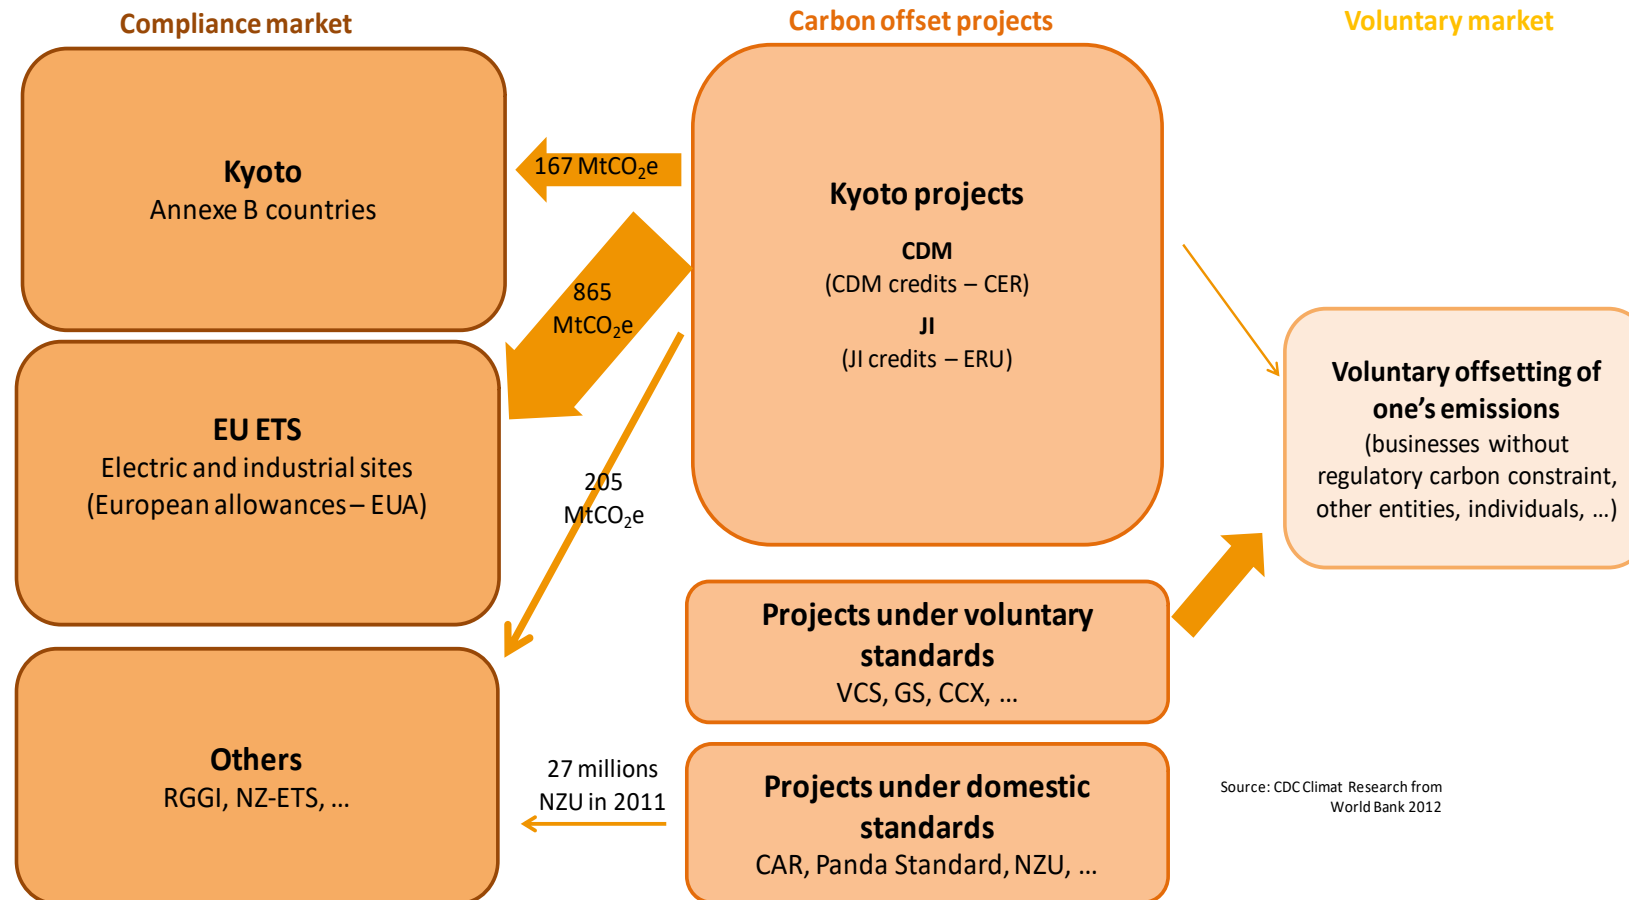 Compliance market
Carbon offset projects
Voluntary market
Kyoto
Annexe B countries
167 MtCO₂e
Kyoto projects
CDM
(CDM credits – CER)
JI
(JI credits – ERU)
865
MtCO₂e
EU ETS
Electric and industrial sites
(European allowances – EUA)
205
MtCO₂e
Voluntary offsetting of
one’s emissions
(businesses without
regulatory carbon constraint,
other entities, individuals, ...)
Projects under voluntary
standards
VCS, GS, CCX, ...
Others
RGGI, NZ-ETS, ...
27 millions
NZU in 2011
Projects under domestic
standards
CAR, Panda Standard, NZU, ...
Source: CDC Climat Research from
World Bank 2012